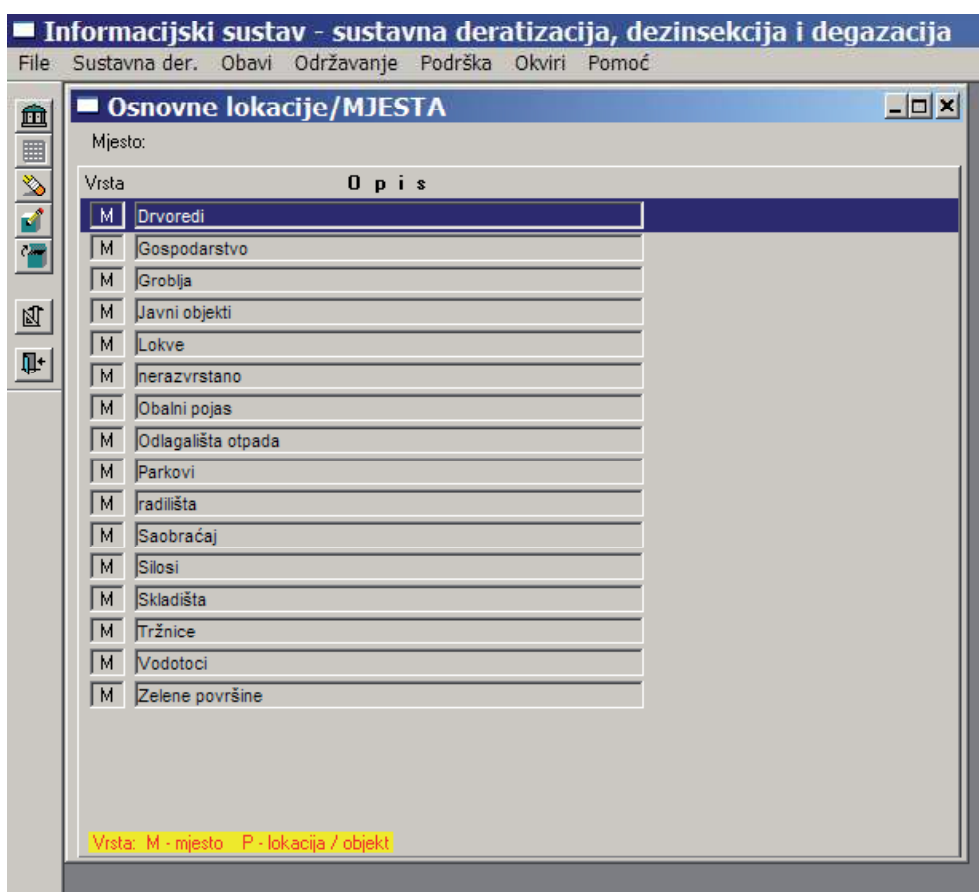 Informacijski sustav - sustavna deratizacija, dezinsekcija i degazacija
File Sustavna der. Obavi Održavanje Podrška Okviri Pomoć
Osnovne lokacije/MJESTA
Mjesto:
Vrsta O p i s
M Drvoredi
M Gospodarstvo
M Groblja
M Javni objekti
M Lokve
M nerazvrstano
M Obalni pojas
M Odlagališta otpada
M Parkovi
M radilišta
M Saobraćaj
M Silosi
M Skladišta
M Tržnice
M Vodotoci
M Zelene površine
Vrsta: M - mjesto P - lokacija / objekt